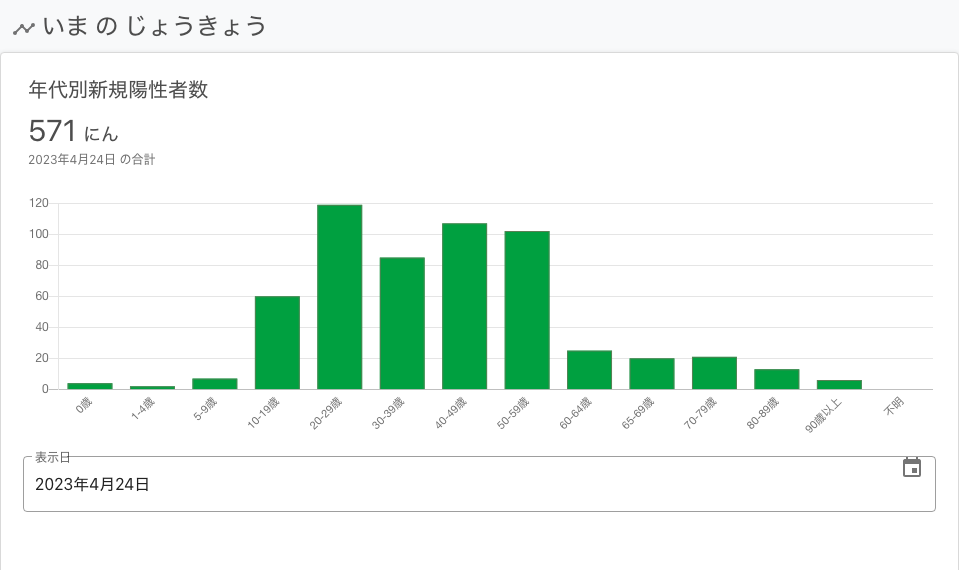 いま の じょうきょう
年代別新規陽性者数
571 にん
2023年4月24日 の合計
120
100
80
60
40
20
0
0歳
1-4歳
5-9歳
10-19歳
20-29歳
30-39歳
40-49歳
50-59歳
60-64歳
65-69歳
70-79歳
80-89歳
90歳以上
不明
表示日
2023年4月24日